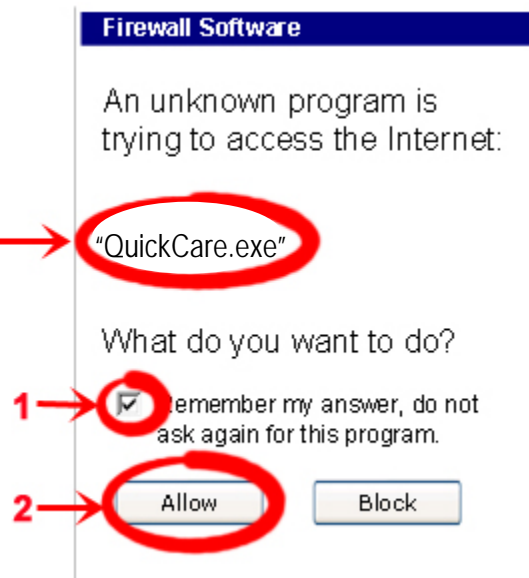 Firewall Software
An unknown program is
trying to access the Internet:
“QuickCare.exe”
What do you want to do?
1
Remember my answer, do not
ask again for this program.
2
Allow Block